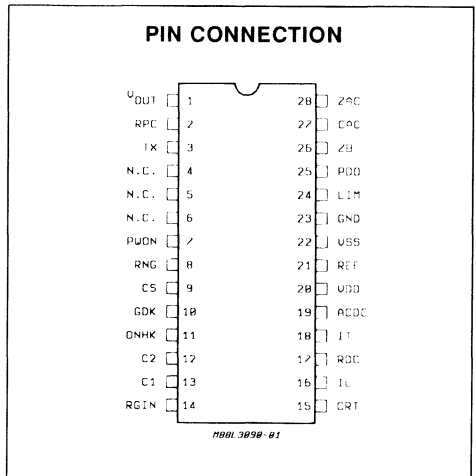 PIN CONNECTION
VOUT 1 28 ZAC
RPC 2 27 CAC
TX 3 26 ZB
N.C. 4 25 PDO
N.C. 5 24 LIM
N.C. 6 23 GND
PWON 7 22 VSS
RNG 8 21 REF
CS 9 20 VDD
GDK 10 19 ACDC
ONHK 11 18 IT
C2 12 17 RDC
C1 13 16 IL
RGIN 14 15 CRT
M88L3090-01